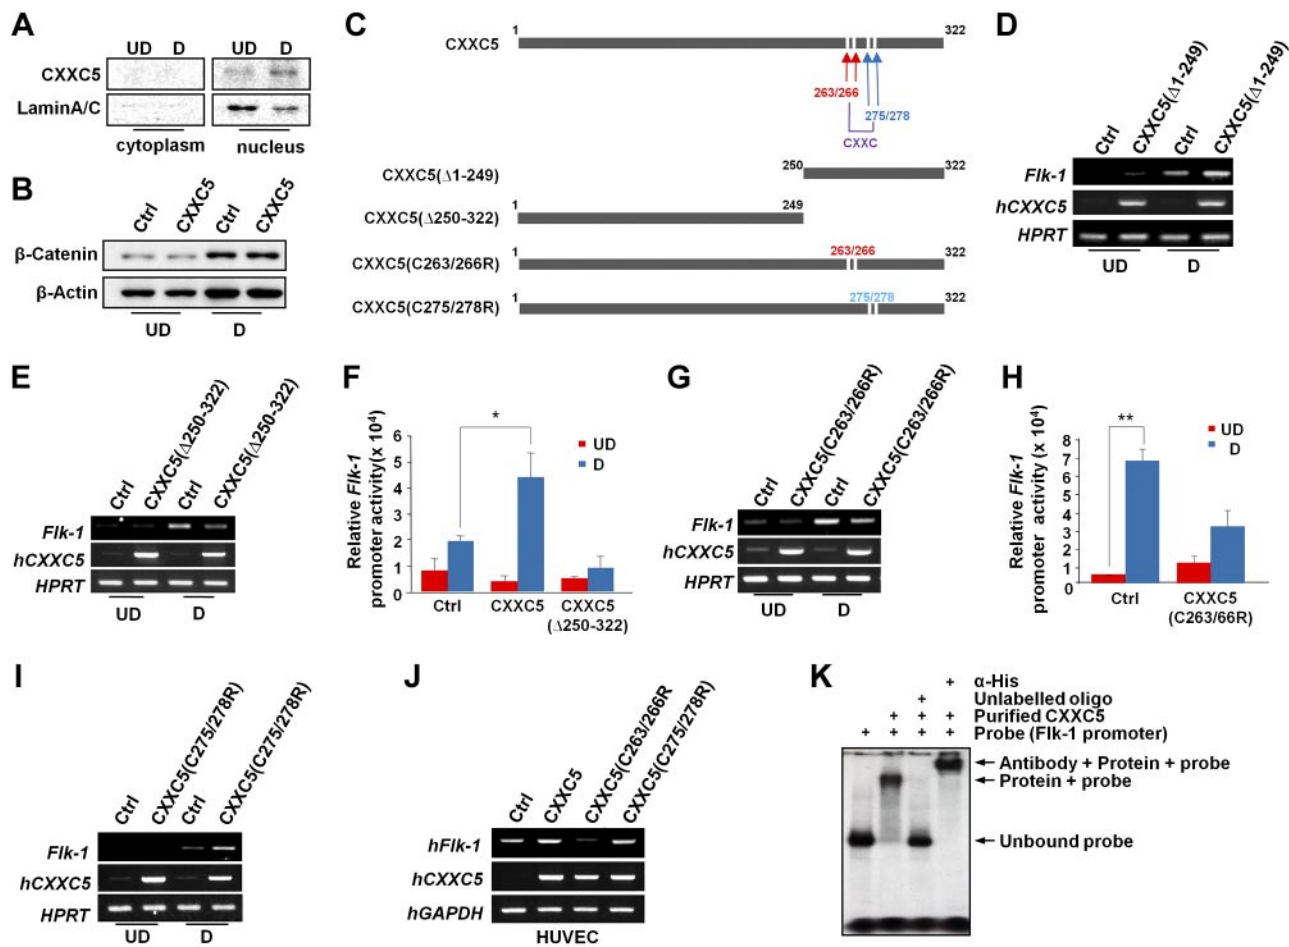 A
UD D UD D
CXXC5
LaminA/C
cytoplasm nucleus
B
Ctrl CXXC5 Ctrl CXXC5
β-Catenin
β-Actin
UD D
C
1 322
CXXC5
263/266
275/278
CXXC
250 322
CXXC5(Δ1-249)
1 249
CXXC5(Δ250-322)
263/266
1 322
CXXC5(C263/266R)
275/278
1 322
CXXC5(C275/278R)
D
Ctrl CXXC5(Δ1-249) Ctrl CXXC5(Δ1-249)
Flk-1
hCXXC5
HPRT
UD D
E
Ctrl CXXC5(Δ250-322) Ctrl CXXC5(Δ250-322)
Flk-1
hCXXC5
HPRT
UD D
F
Relative Flk-1
promoter activity(x 10⁴)
6
5
4
3
2
1
0
*
UD
D
Ctrl CXXC5 CXXC5
(Δ250-322)
G
Ctrl CXXC5(C263/266R) Ctrl CXXC5(C263/266R)
Flk-1
hCXXC5
HPRT
UD D
H
Relative Flk-1
promoter activity (x 10⁴)
8
7
6
5
4
3
2
1
0
**
UD
D
Ctrl CXXC5
(C263/66R)
I
Ctrl CXXC5(C275/278R) Ctrl CXXC5(C275/278R)
Flk-1
hCXXC5
HPRT
UD D
J
Ctrl CXXC5 CXXC5(C263/266R CXXC5(C275/278R)
hFlk-1
hCXXC5
hGAPDH
HUVEC
K
+ α-His
+ Unlabelled oligo
+ + + Purified CXXC5
+ + + + Probe (Flk-1 promoter)
Antibody + Protein + probe
Protein + probe
Unbound probe